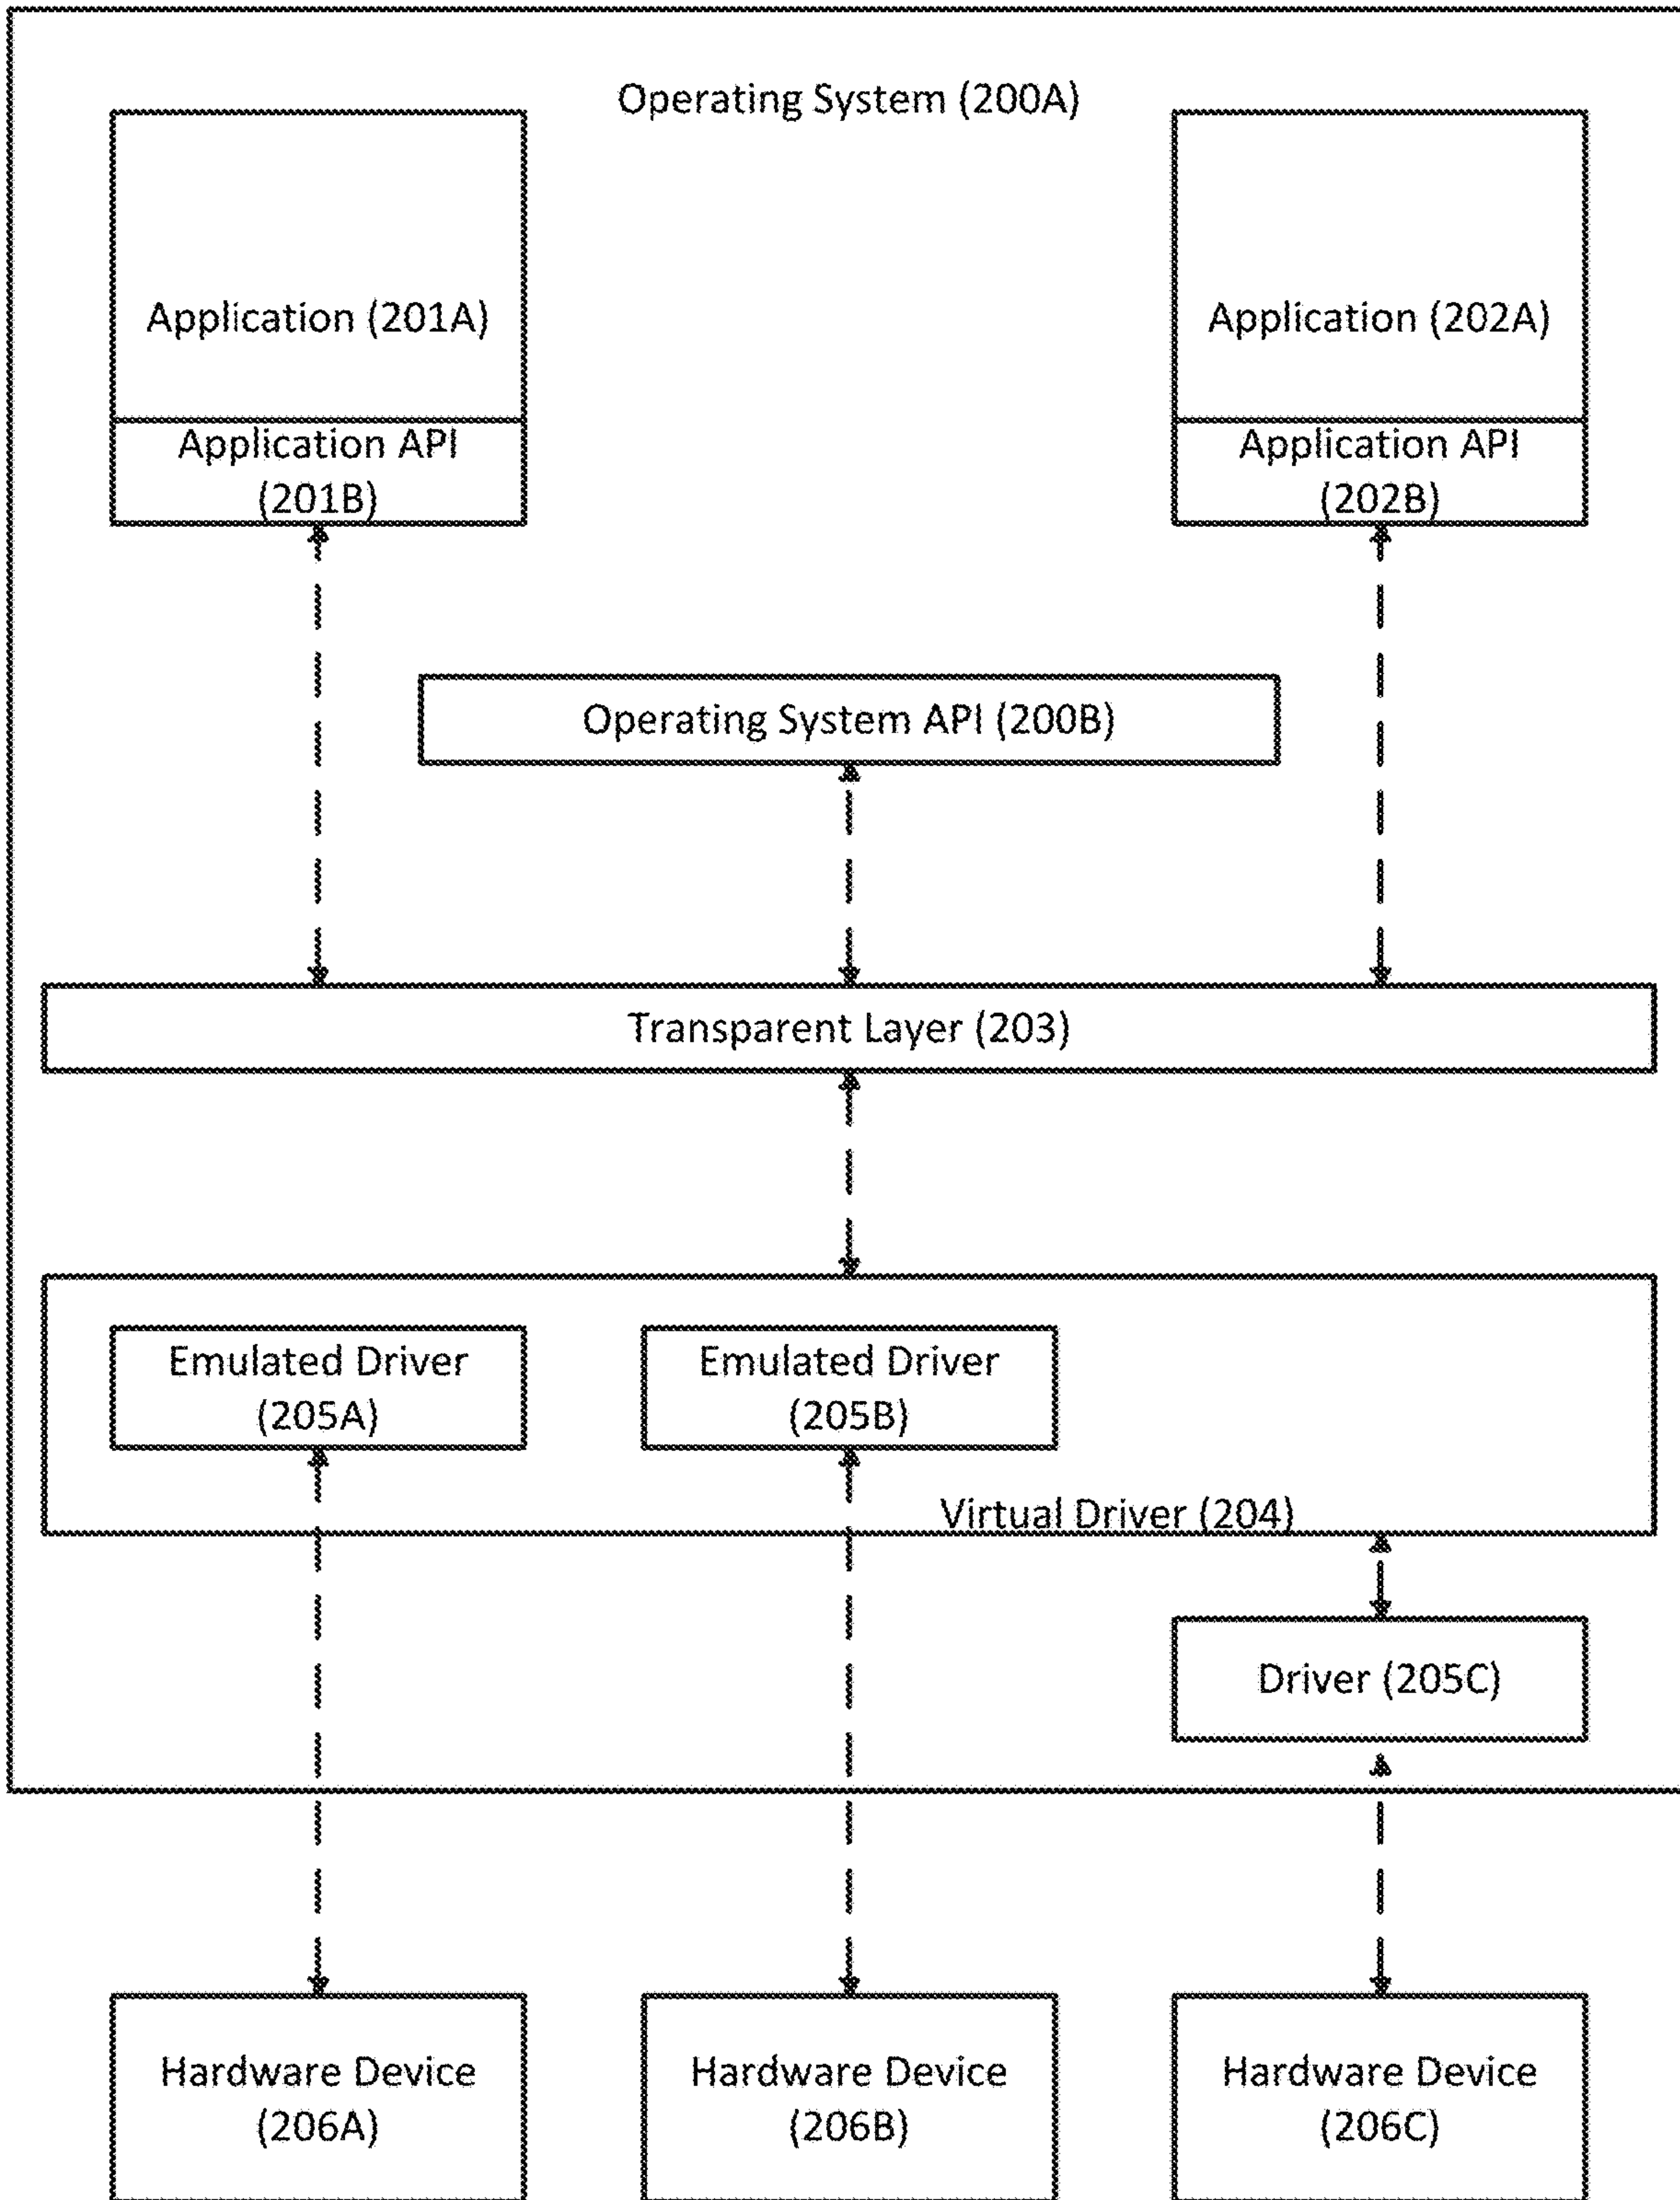 Operating System (200A)
Application (201A)
Application (202A)
Application API
(201B)
Application API
(202B)
Operating System API (200B)
Transparent Layer (203)
Emulated Driver
(205A)
Emulated Driver
(205B)
Virtual Driver (204)
Driver (205C)
Hardware Device
(206A)
Hardware Device
(206B)
Hardware Device
(206C)